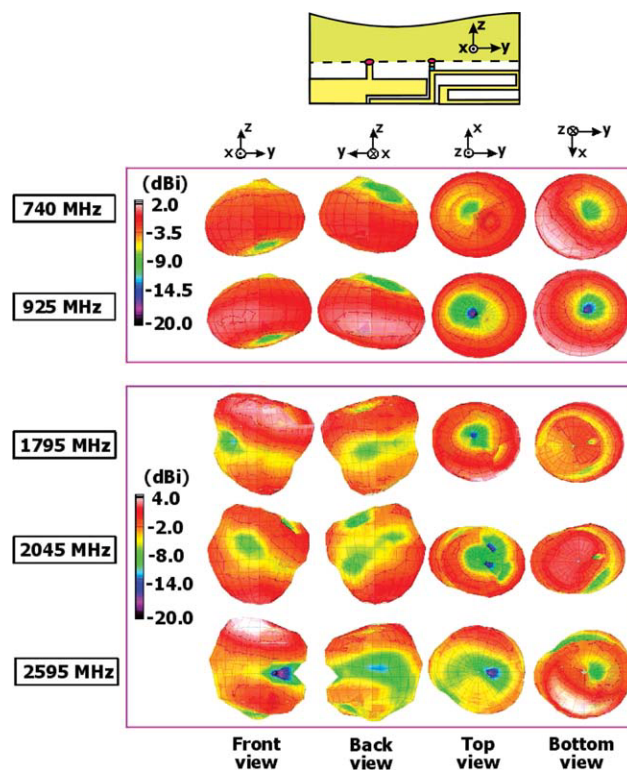 z
x y
z x z y
x y y x z y x
(dBi)
740 MHz
2.0
-3.5
-9.0
925 MHz
-14.5
-20.0
1795 MHz
(dBi)
4.0
-2.0
2045 MHz
-8.0
-14.0
-20.0
2595 MHz
Front view
Back view
Top view
Bottom view